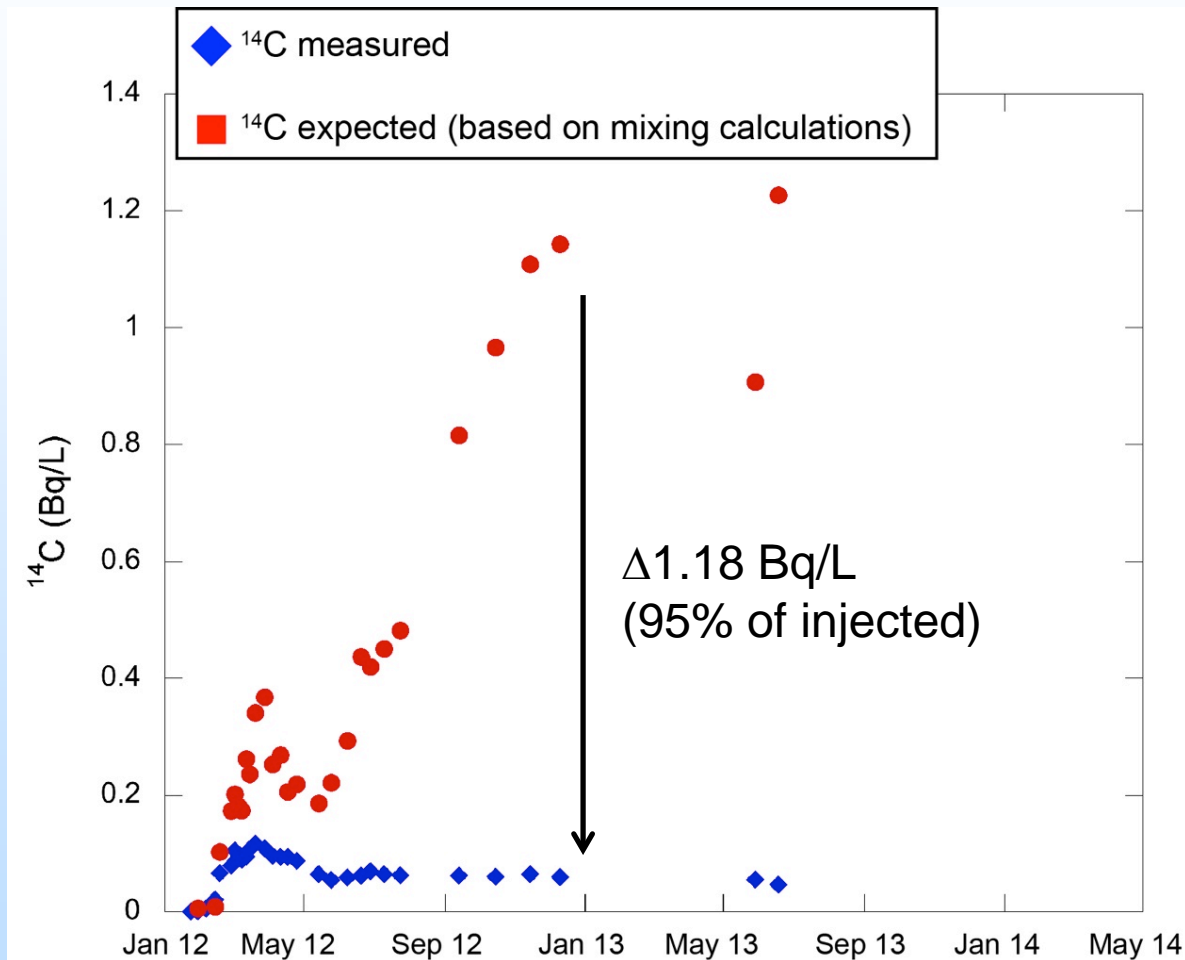 ¹⁴C measured
¹⁴C expected (based on mixing calculations)
1.4
1.2
1
0.8
0.6
0.4
0.2
0
¹⁴C (Bq/L)
Δ1.18 Bq/L
(95% of injected)
Jan 12 May 12 Sep 12 Jan 13 May 13 Sep 13 Jan 14 May 14